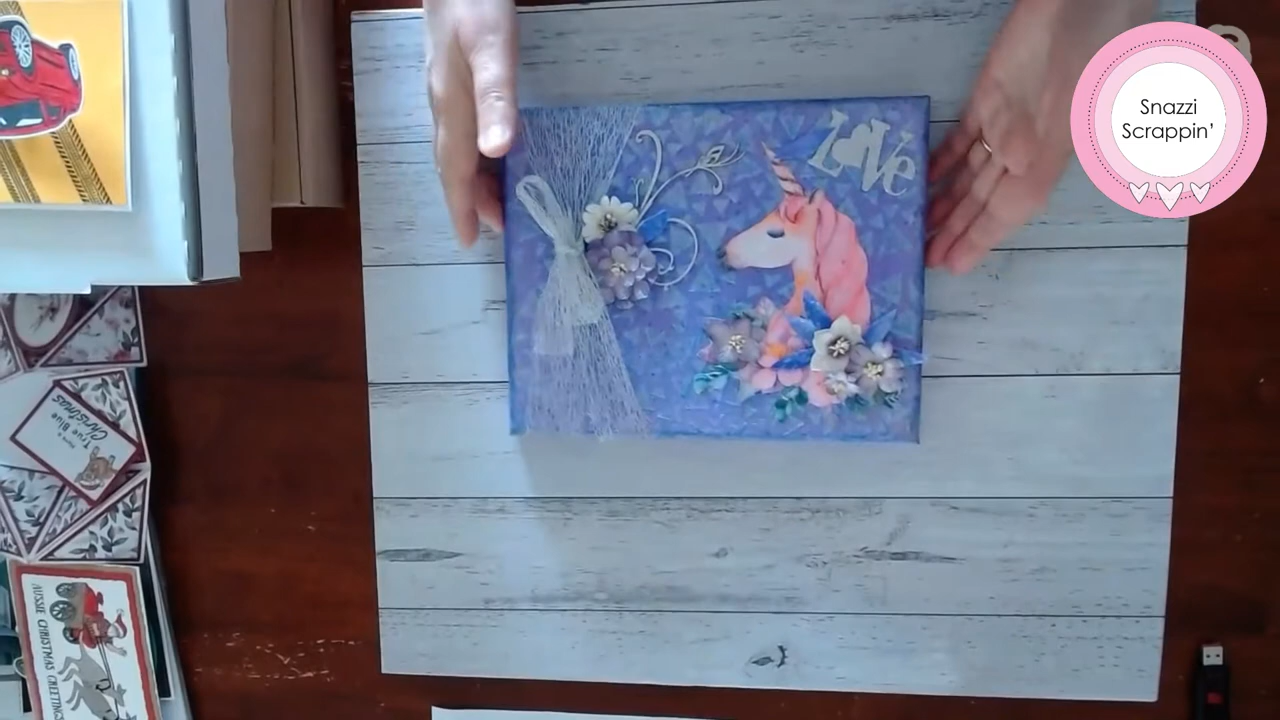 Snazzi
Scrappin'
LOVE
True Blue
Christmas
AUSSIE CHRISTMAS GREETINGS